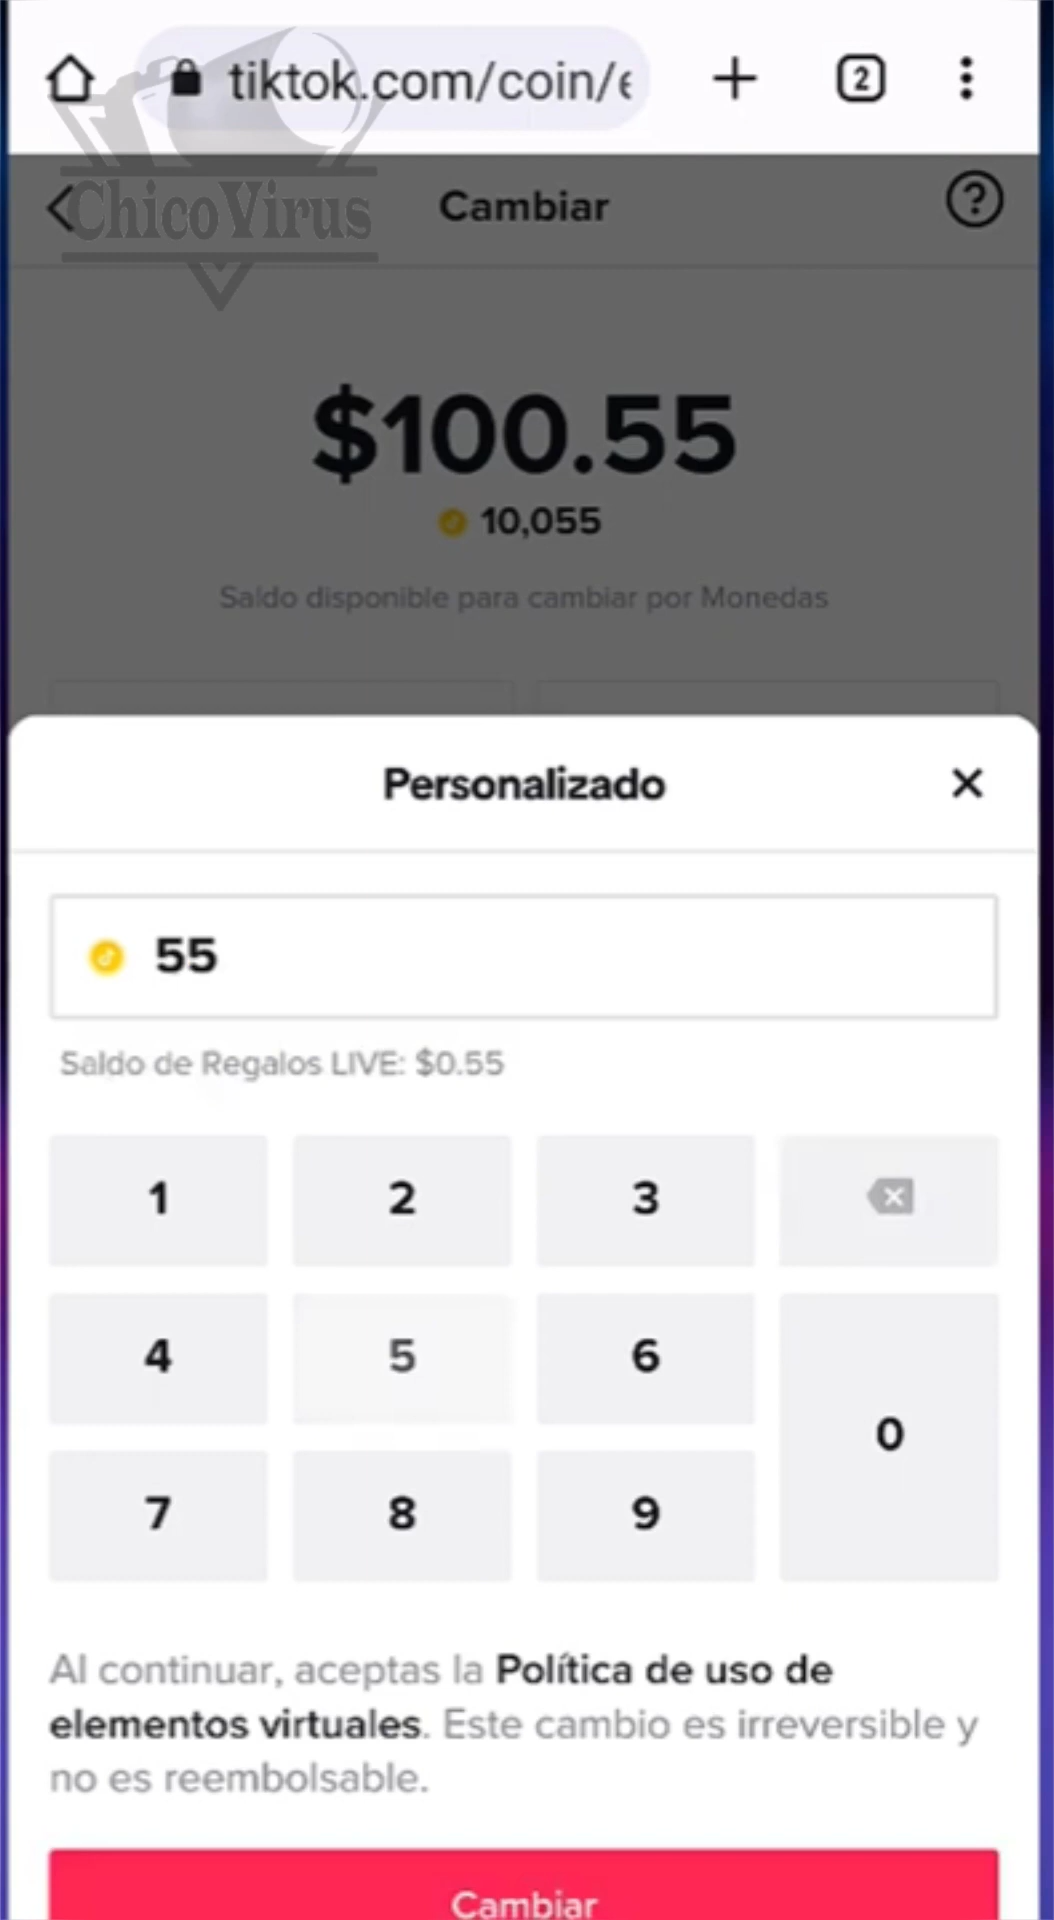 tiktok.com/coin/e
2
ChicoVirus
Cambiar
?
$100.55
10,055
Saldo disponible para cambiar por Monedas
Personalizado
55
Saldo de Regalos LIVE: $0.55
1 2 3
4 5 6
0
7 8 9
Al continuar, aceptas la Política de uso de
elementos virtuales. Este cambio es irreversible y
no es reembolsable.
Cambiar